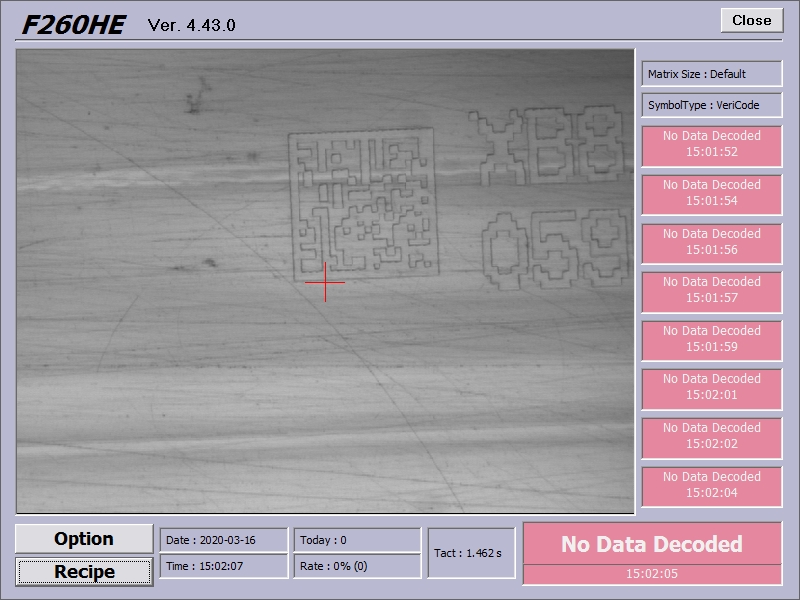 F260HE Ver. 4.43.0
Close
Matrix Size : Default
SymbolType : VeriCode
No Data Decoded
15:01:52
No Data Decoded
15:01:54
No Data Decoded
15:01:56
No Data Decoded
15:01:57
No Data Decoded
15:01:59
No Data Decoded
15:02:01
No Data Decoded
15:02:02
No Data Decoded
15:02:04
XB8
059
Option
Recipe
Date : 2020-03-16
Time : 15:02:07
Today : 0
Rate : 0% (0)
Tact : 1.462 s
No Data Decoded
15:02:05